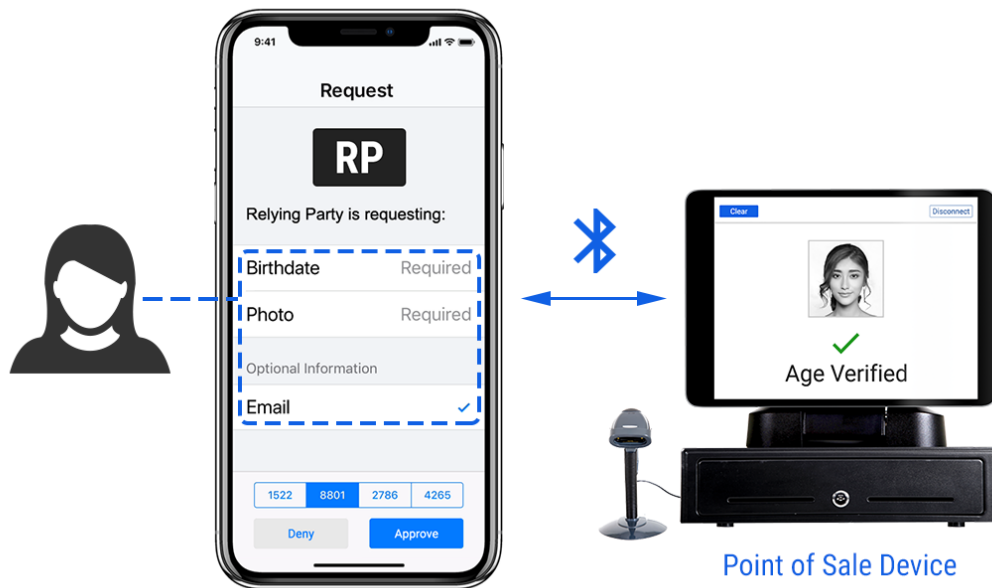 9:41
Request
RP
Relying Party is requesting:
Birthdate Required
Photo Required
Optional Information
Email
1522 8801 2786 4265
Deny Approve
Clear Disconnect
Age Verified
Point of Sale Device